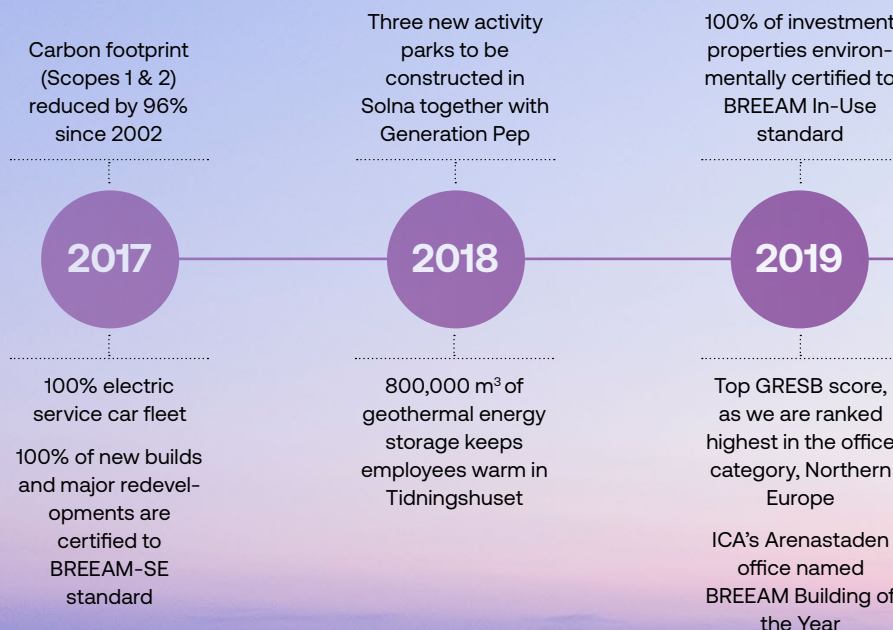 Carbon footprint
(Scopes 1 & 2)
reduced by 96%
since 2002
2017
100% electric
service car fleet
100% of new builds
and major redevel-
opments are
certified to
BREEAM-SE
standard
Three new activity
parks to be
constructed in
Solna together with
Generation Pep
2018
800,000 m³ of
geothermal energy
storage keeps
employees warm in
Tidningshuset
100% of investment
properties environ-
mentally certified to
BREEAM In-Use
standard
2019
Top GRESB score,
as we are ranked
highest in the office
category, Northern
Europe
ICA’s Arenastaden
office named
BREEAM Building of
the Year